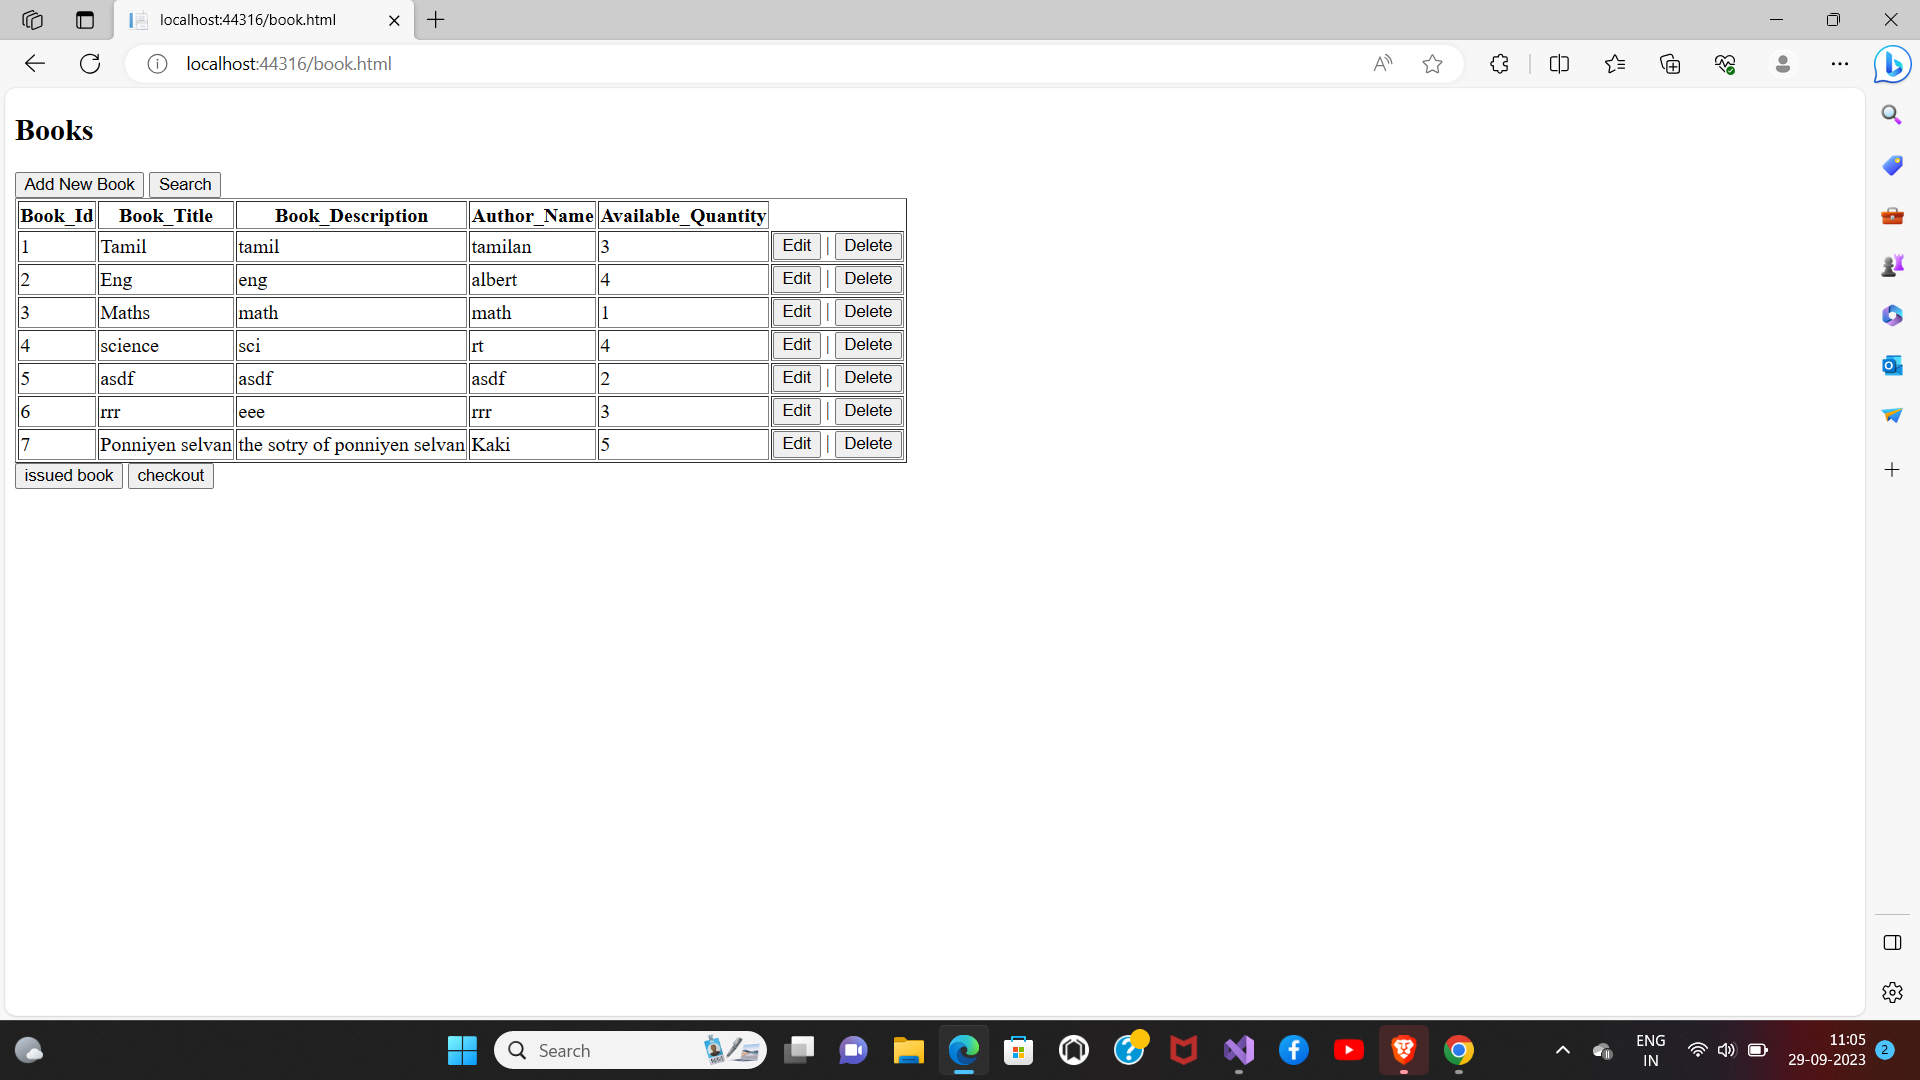 localhost:44316/book.html
localhost:44316/book.html
Books
Add New Book Search
Book_Id Book_Title Book_Description Author_Name Available_Quantity
1 Tamil tamil tamilan 3 Edit | Delete
2 Eng eng albert 4 Edit | Delete
3 Maths math math 1 Edit | Delete
4 science sci rt 4 Edit | Delete
5 asdf asdf asdf 2 Edit | Delete
6 rrr eee rrr 3 Edit | Delete
7 Ponniyen selvan the sotry of ponniyen selvan Kaki 5 Edit | Delete
issued book checkout
Search
ENG
IN
11:05
29-09-2023
2